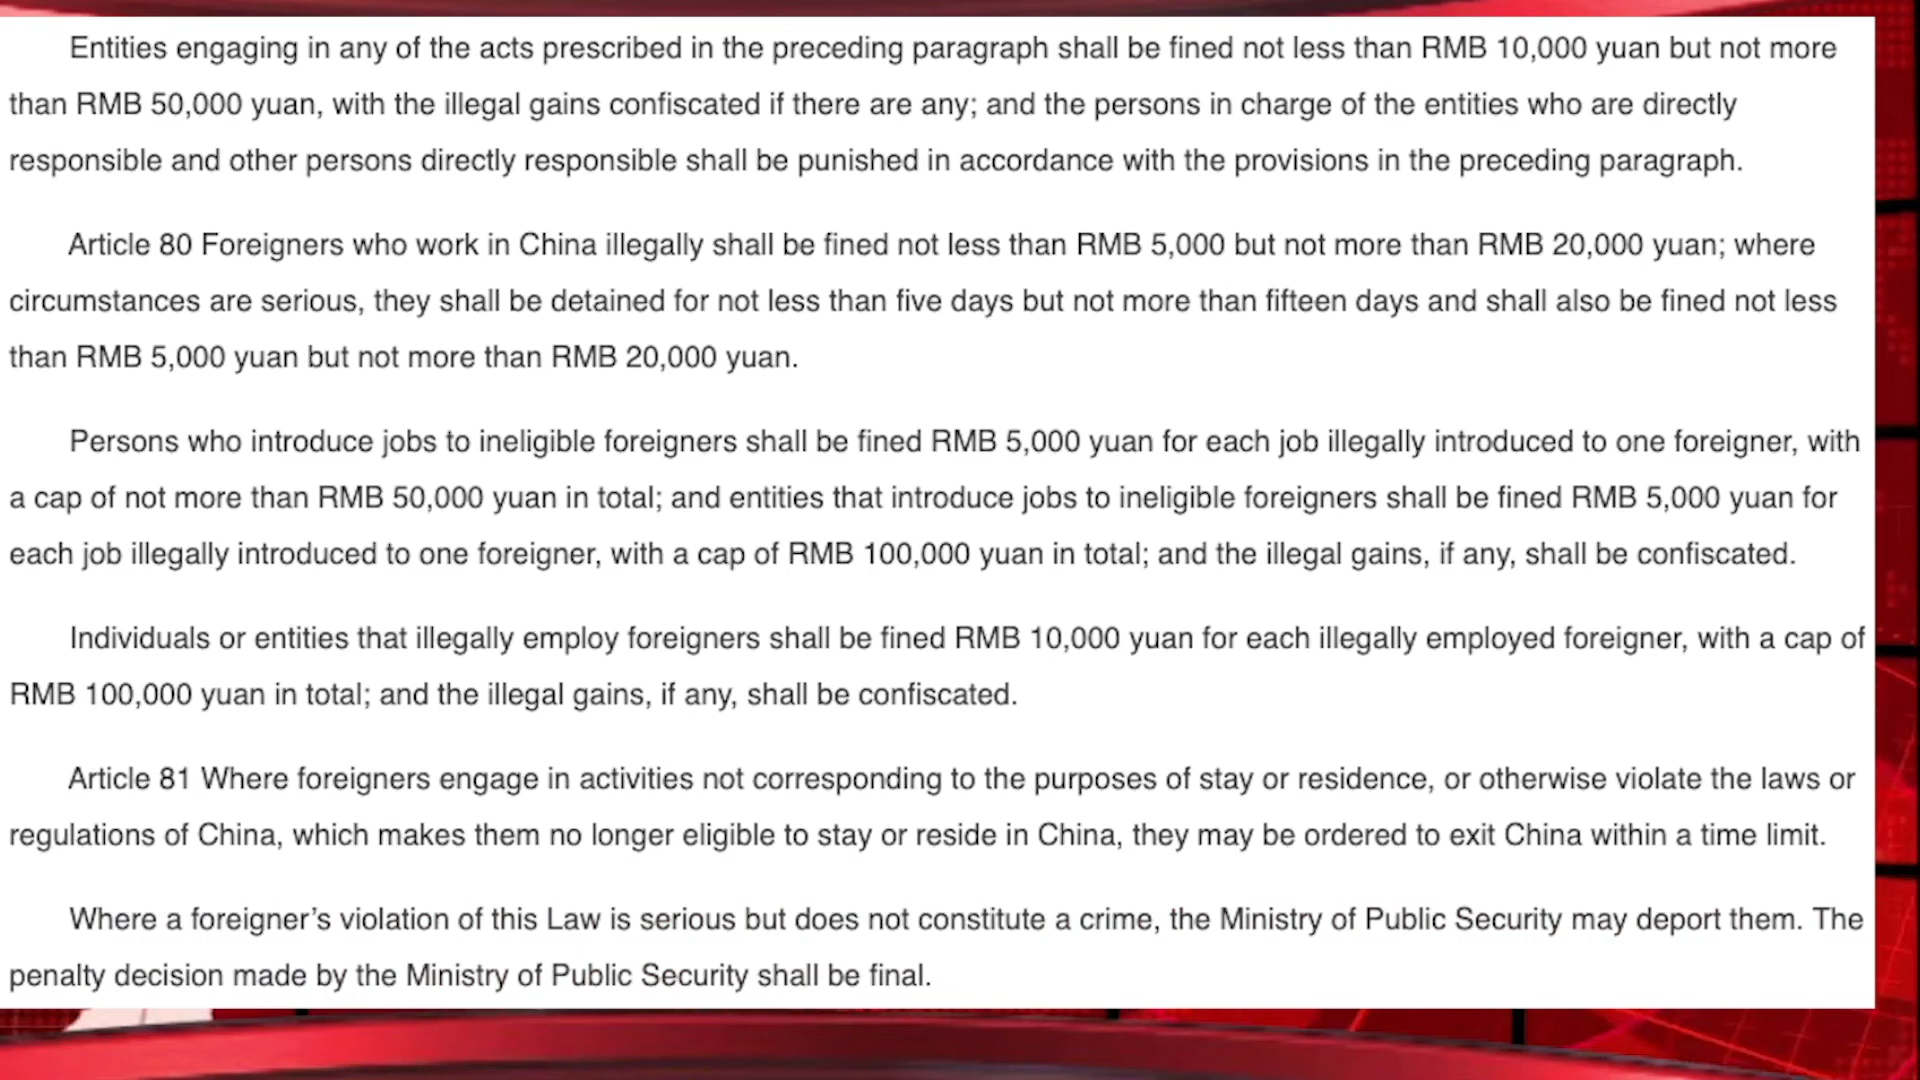 Entities engaging in any of the acts prescribed in the preceding paragraph shall be fined not less than RMB 10,000 yuan but not more
than RMB 50,000 yuan, with the illegal gains confiscated if there are any; and the persons in charge of the entities who are directly
responsible and other persons directly responsible shall be punished in accordance with the provisions in the preceding paragraph.
Article 80 Foreigners who work in China illegally shall be fined not less than RMB 5,000 but not more than RMB 20,000 yuan; where
circumstances are serious, they shall be detained for not less than five days but not more than fifteen days and shall also be fined not less
than RMB 5,000 yuan but not more than RMB 20,000 yuan.
Persons who introduce jobs to ineligible foreigners shall be fined RMB 5,000 yuan for each job illegally introduced to one foreigner, with
a cap of not more than RMB 50,000 yuan in total; and entities that introduce jobs to ineligible foreigners shall be fined RMB 5,000 yuan for
each job illegally introduced to one foreigner, with a cap of RMB 100,000 yuan in total; and the illegal gains, if any, shall be confiscated.
Individuals or entities that illegally employ foreigners shall be fined RMB 10,000 yuan for each illegally employed foreigner, with a cap of
RMB 100,000 yuan in total; and the illegal gains, if any, shall be confiscated.
Article 81 Where foreigners engage in activities not corresponding to the purposes of stay or residence, or otherwise violate the laws or
regulations of China, which makes them no longer eligible to stay or reside in China, they may be ordered to exit China within a time limit.
Where a foreigner’s violation of this Law is serious but does not constitute a crime, the Ministry of Public Security may deport them. The
penalty decision made by the Ministry of Public Security shall be final.